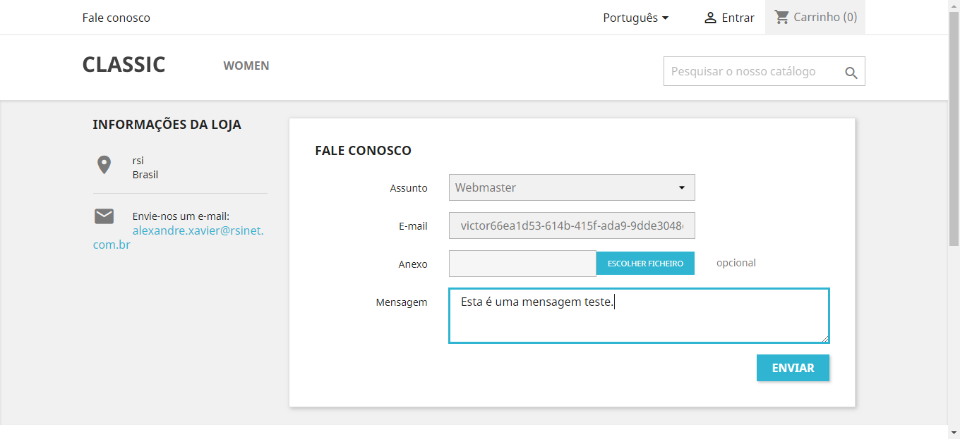 Fale conosco
Português
Entrar
Carrinho (0)
CLASSIC
WOMEN
Pesquisar o nosso catálogo
INFORMAÇÕES DA LOJA
rsi
Brasil
Envie-nos um e-mail:
alexandre.xavier@rsinet.
com.br
FALE CONOSCO
Assunto
Webmaster
E-mail
victor66ea1d53-614b-415f-ada9-9dde3048
Anexo
ESCOLHER FICHEIRO
opcional
Mensagem
Esta é uma mensagem teste.
ENVIAR